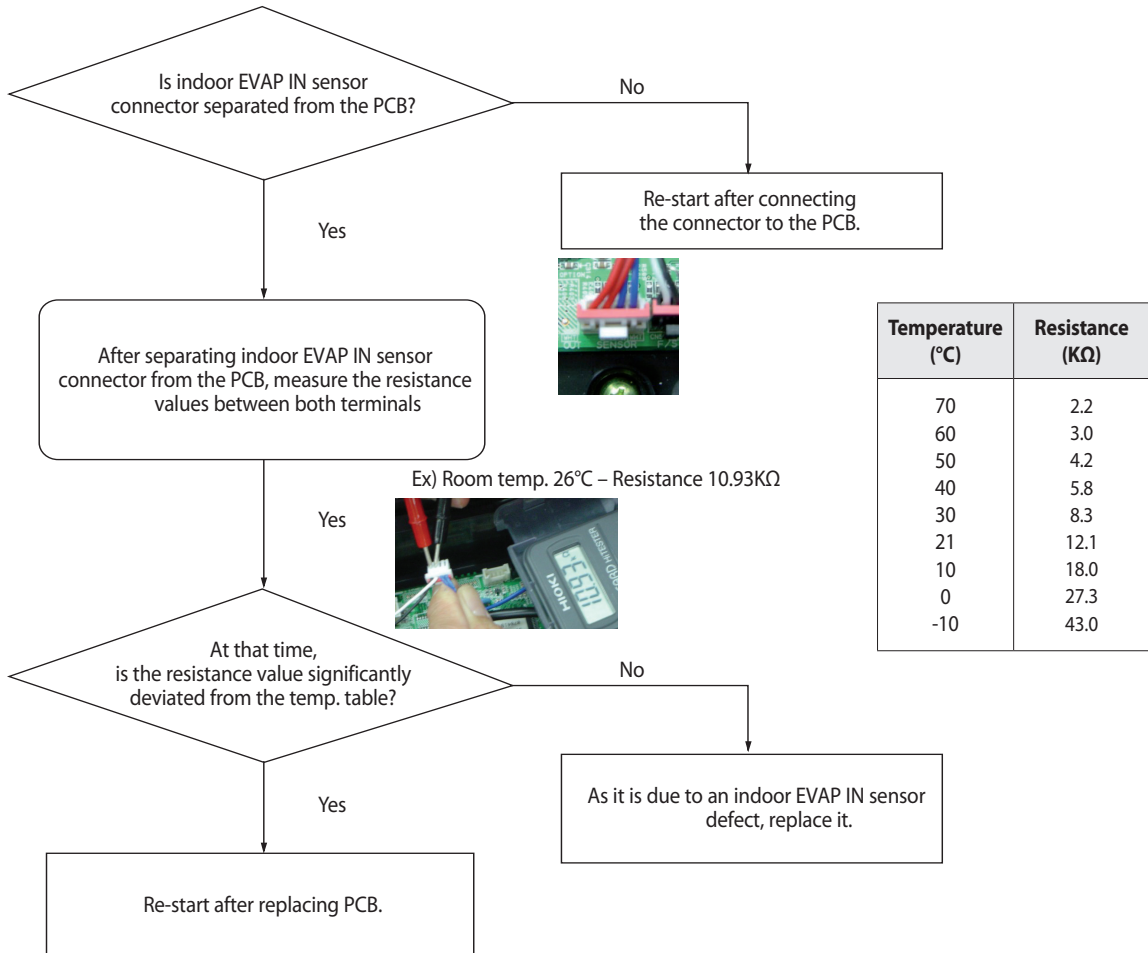 Is indoor EVAP IN sensor
connector separated from the PCB?
No
Re-start after connecting
the connector to the PCB.
Yes
SENSOR
After separating indoor EVAP IN sensor
connector from the PCB, measure the resistance
values between both terminals
Temperature (°C) Resistance (KΩ)
70 2.2
60 3.0
50 4.2
40 5.8
30 8.3
21 12.1
10 18.0
0 27.3
-10 43.0
Ex) Room temp. 26°C – Resistance 10.93KΩ
Yes
HIOKI
At that time,
is the resistance value significantly
deviated from the temp. table?
No
As it is due to an indoor EVAP IN sensor
defect, replace it.
Yes
Re-start after replacing PCB.